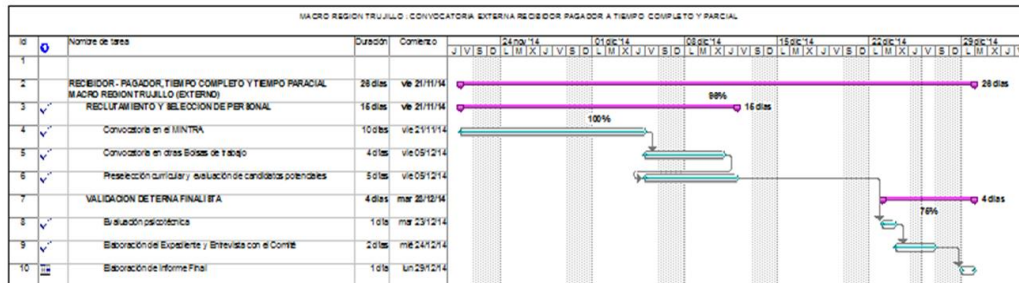 MACRO REGION TRUJILLO : CONVOCATORIA EXTERNA RECIBIDOR PAGADOR A TIEMPO COMPLETO Y PARCIAL
Id Nombre de tarea Duración Comienzo 24 nov '14 01 dic '14 08 dic '14 15 dic '14 22 dic '14 29 dic '14
J V S D L M X J V S D L M X J V S D L M X J V S D L M X J V S D L M X J V S D L M X J V
1
2 RECIBIDOR - PAGADOR, TIEMPO COMPLETO Y TIEMPO PARACIAL 26 días vie 21/11/14 26 días
MACRO REGION TRUJILLO (EXTERNO)
98%
3 RECLUTAMIENTO Y SELECCION DE PERSONAL 15 días vie 21/11/14 15 días
100%
4 Convocatoria en el MINTRA 10 días vie 21/11/14
5 Convocatoria en otras Bolsas de trabajo 4 días vie 05/12/14
6 Preselección curricular y evaluación de candidatos potenciales 5 días vie 05/12/14
7 VALIDACION DE TERNA FINALISTA 4 días mar 23/12/14 4 días
75%
8 Evaluación psicotécnica 1 día mar 23/12/14
9 Elaboración del Expediente y Entrevista con el Comité 2 días mié 24/12/14
10 Elaboración de Informe Final 1 día lun 29/12/14